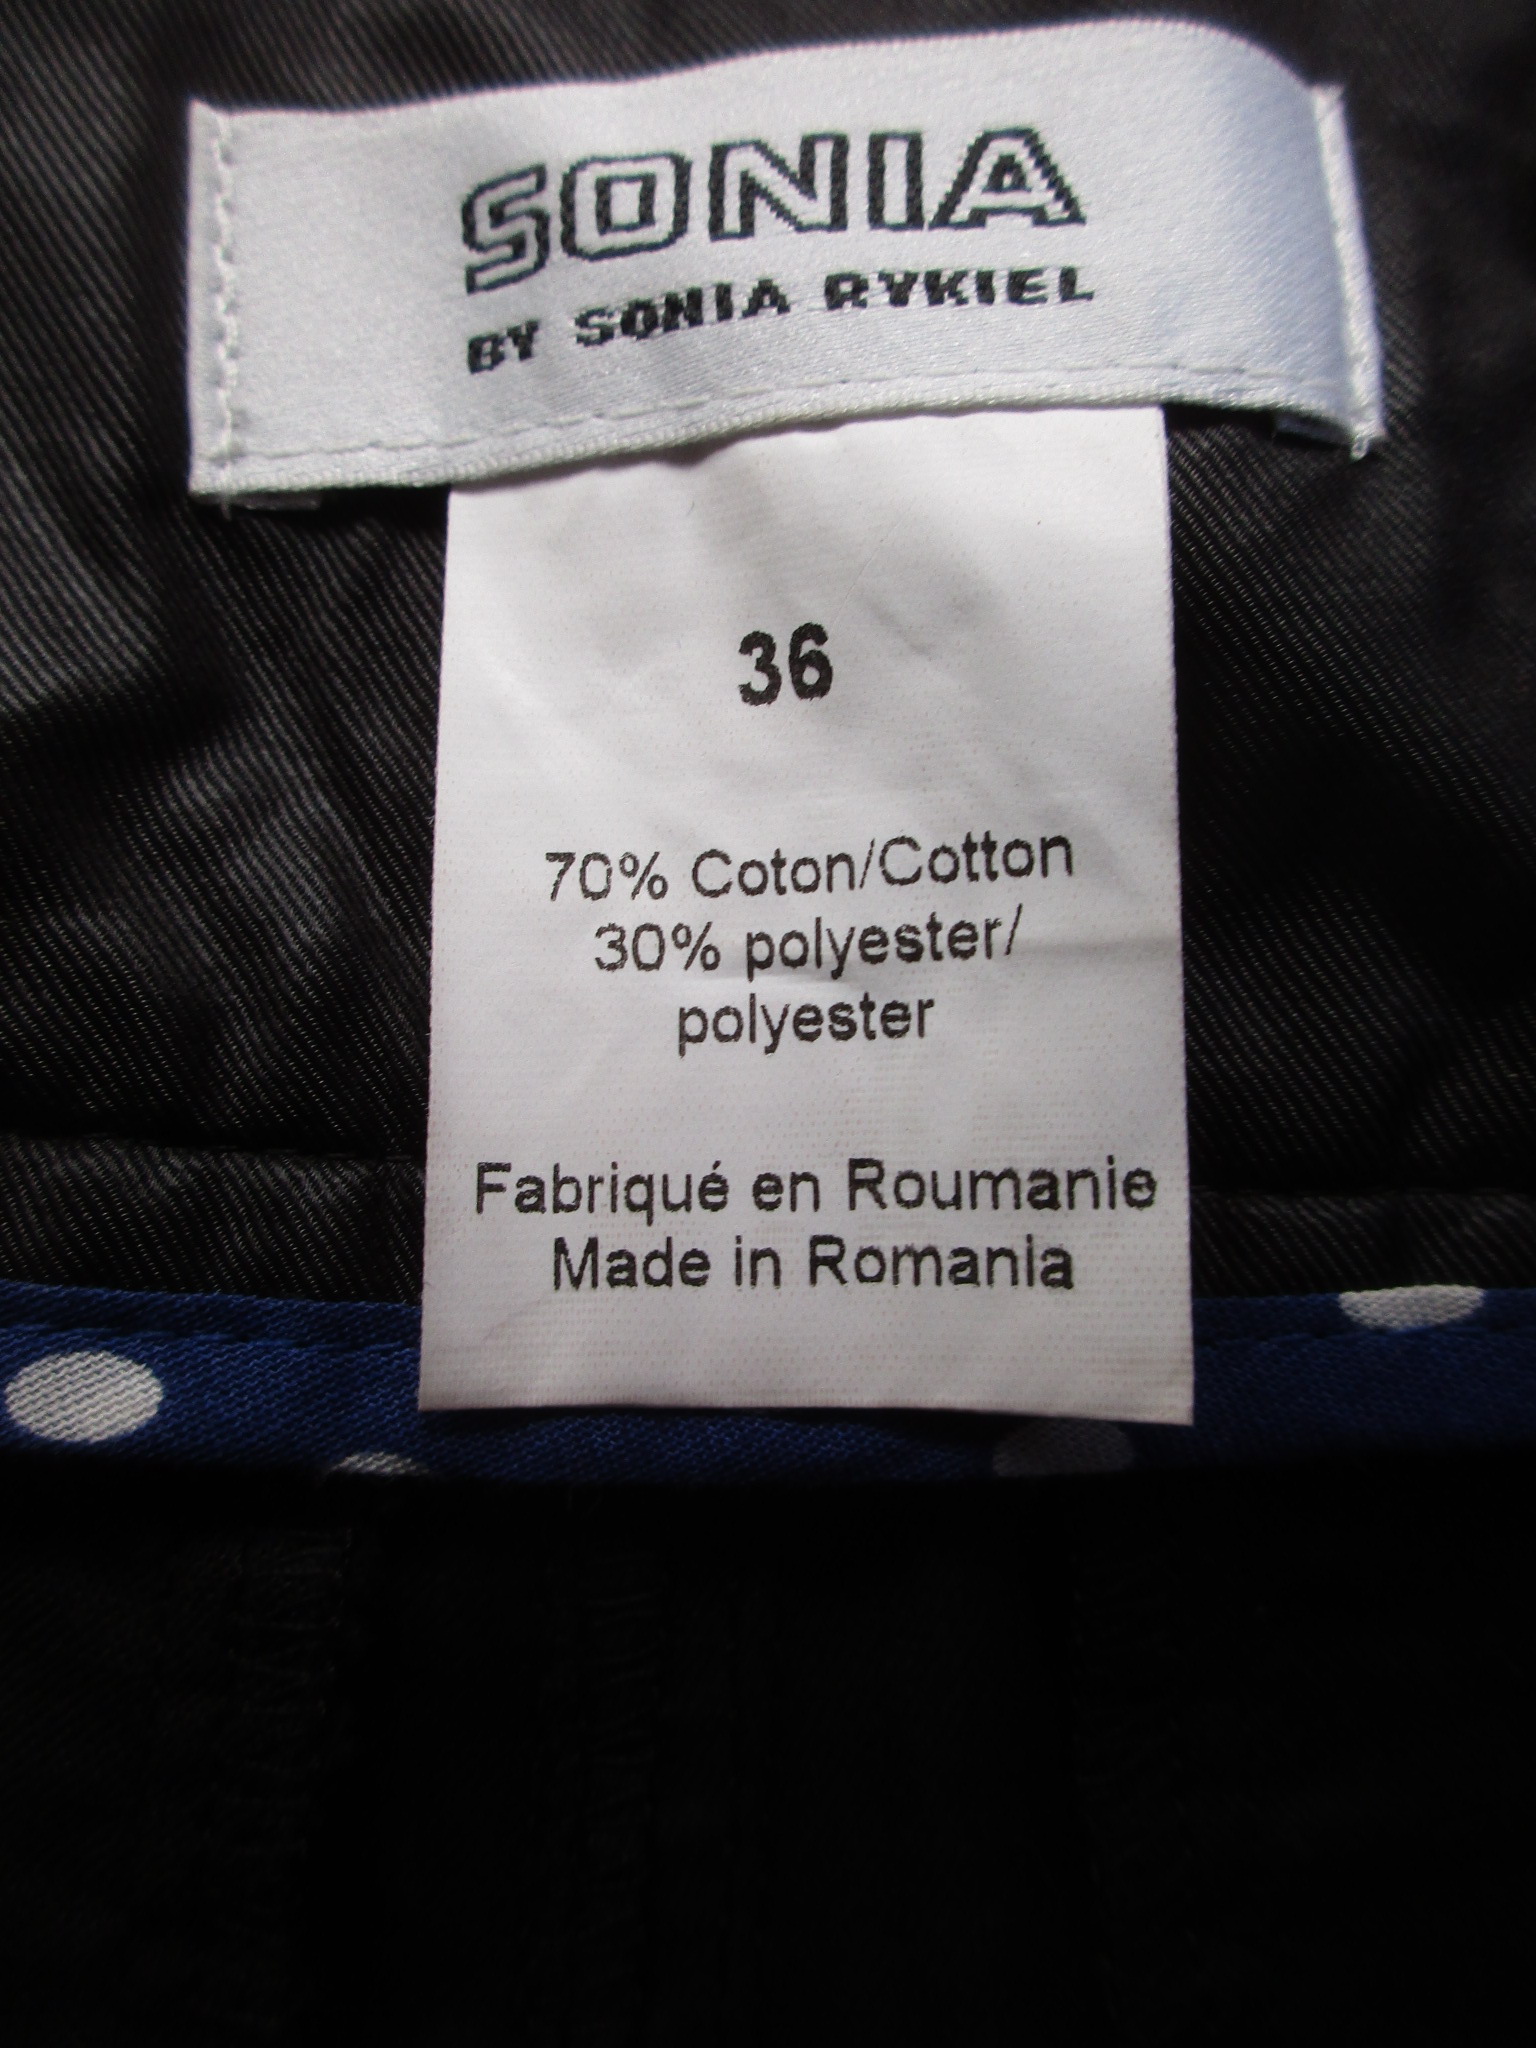 SONIA
BY SONIA RYKIEL
36
70% Coton/Cotton
30% polyester/
polyester
Fabriqué en Roumanie
Made in Romania